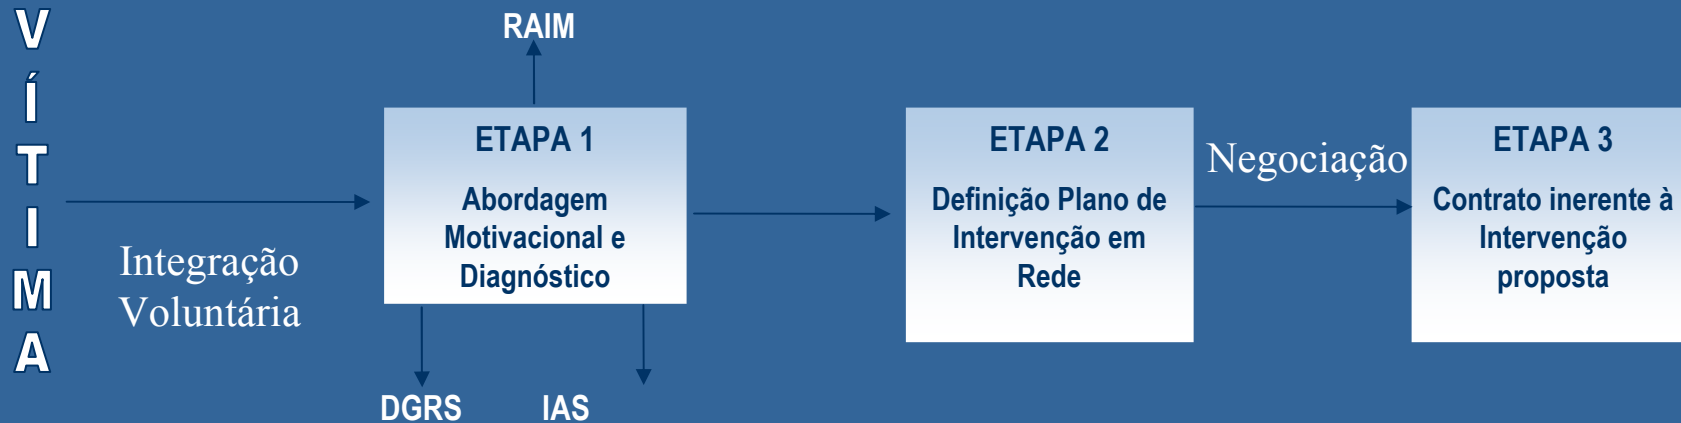 VÍTIMA
RAIM
Integração
Voluntária
ETAPA 1
Abordagem
Motivacional e
Diagnóstico
DGRS
IAS
ETAPA 2
Definição Plano de
Intervenção em
Rede
Negociação
ETAPA 3
Contrato inerente à
Intervenção
proposta